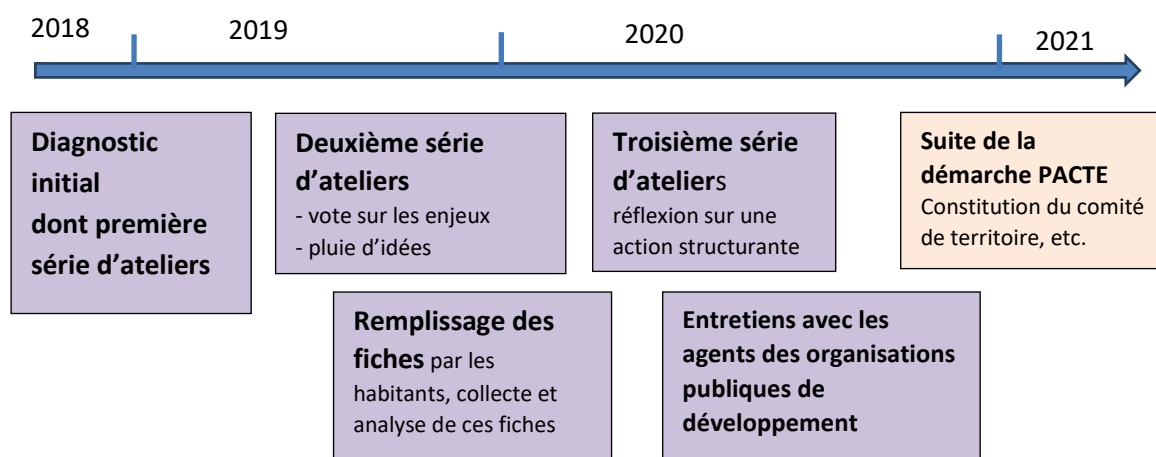 2018
2019
2020
2021
Diagnostic
initial
dont première
série d'ateliers
Deuxième série
d'ateliers
- vote sur les enjeux
- pluie d'idées
Troisième série
d'ateliers
réflexion sur une
action structurante
Suite de la
démarche PACTE
Constitution du comité
de territoire, etc.
Remplissage des
fiches par les
habitants, collecte et
analyse de ces fiches
Entretiens avec les
agents des organisations
publiques de
développement